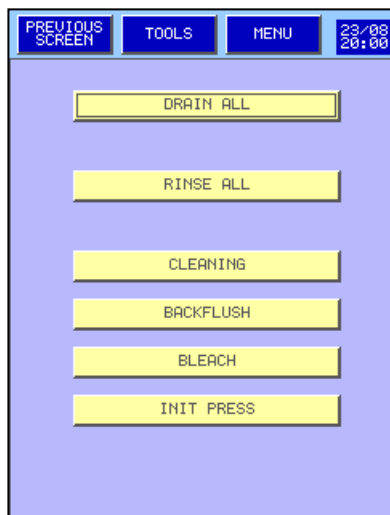 PREVIOUS
SCREEN
TOOLS
MENU
23/08
20:00
DRAIN ALL
RINSE ALL
CLEANING
BACKFLUSH
BLEACH
INIT PRESS